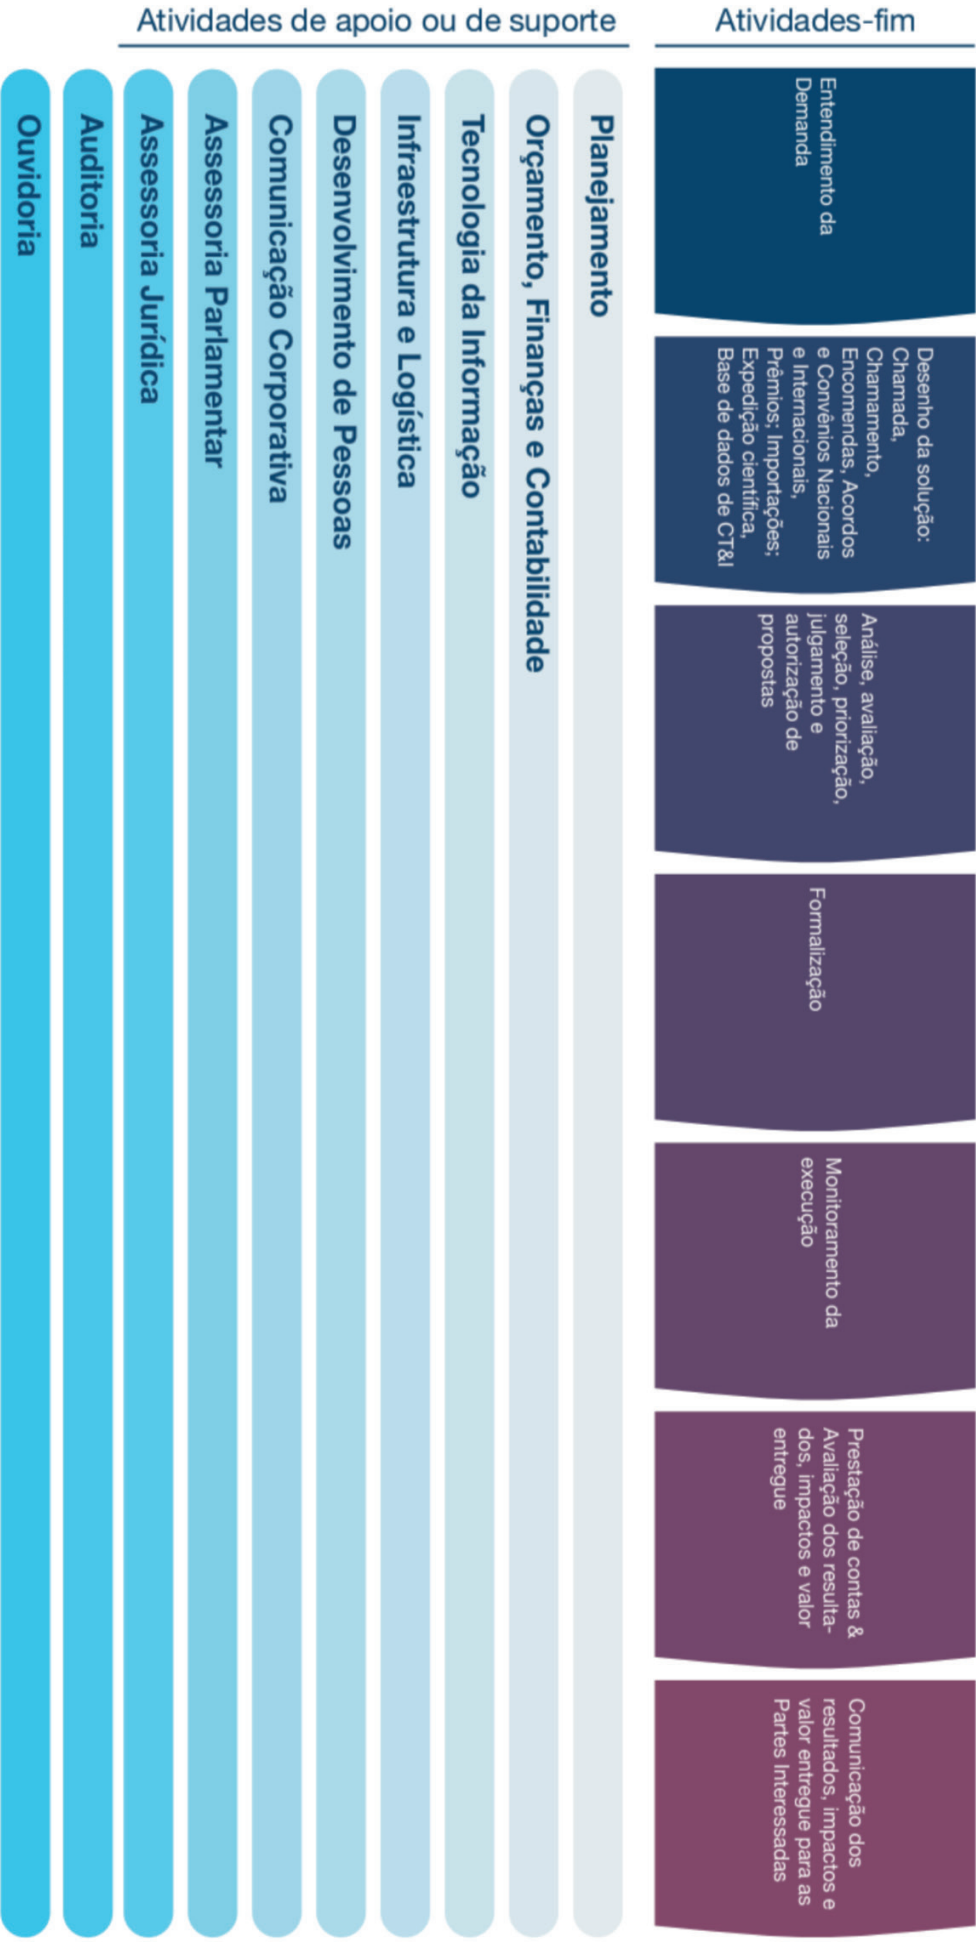 Atividades-fim
Entendimento da
Demanda
Desenho da solução:
Chamada,
Chamamento,
Encomendas, Acordos
e Convênios Nacionais
e Internacionais,
Prêmios; Importações;
Expedição científica,
Base de dados de CT&I
Análise, avaliação,
seleção, priorização,
julgamento e
autorização de
propostas
Formalização
Monitoramento da
execução
Prestação de contas &
Avaliação dos resulta-
dos, impactos e valor
entregue
Comunicação dos
resultados, impactos e
valor entregue para as
Partes Interessadas
Atividades de apoio ou de suporte
Planejamento
Orçamento, Finanças e Contabilidade
Tecnologia da Informação
Infraestrutura e Logística
Desenvolvimento de Pessoas
Comunicação Corporativa
Assessoria Parlamentar
Assessoria Jurídica
Auditoria
Ouvidoria